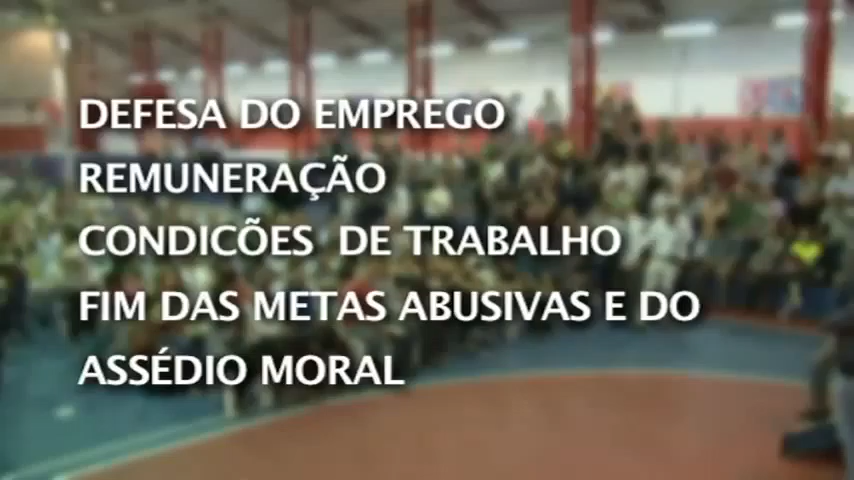 DEFESA DO EMPREGO
REMUNERAÇÃO
CONDICÕES DE TRABALHO
FIM DAS METAS ABUSIVAS E DO
ASSÉDIO MORAL